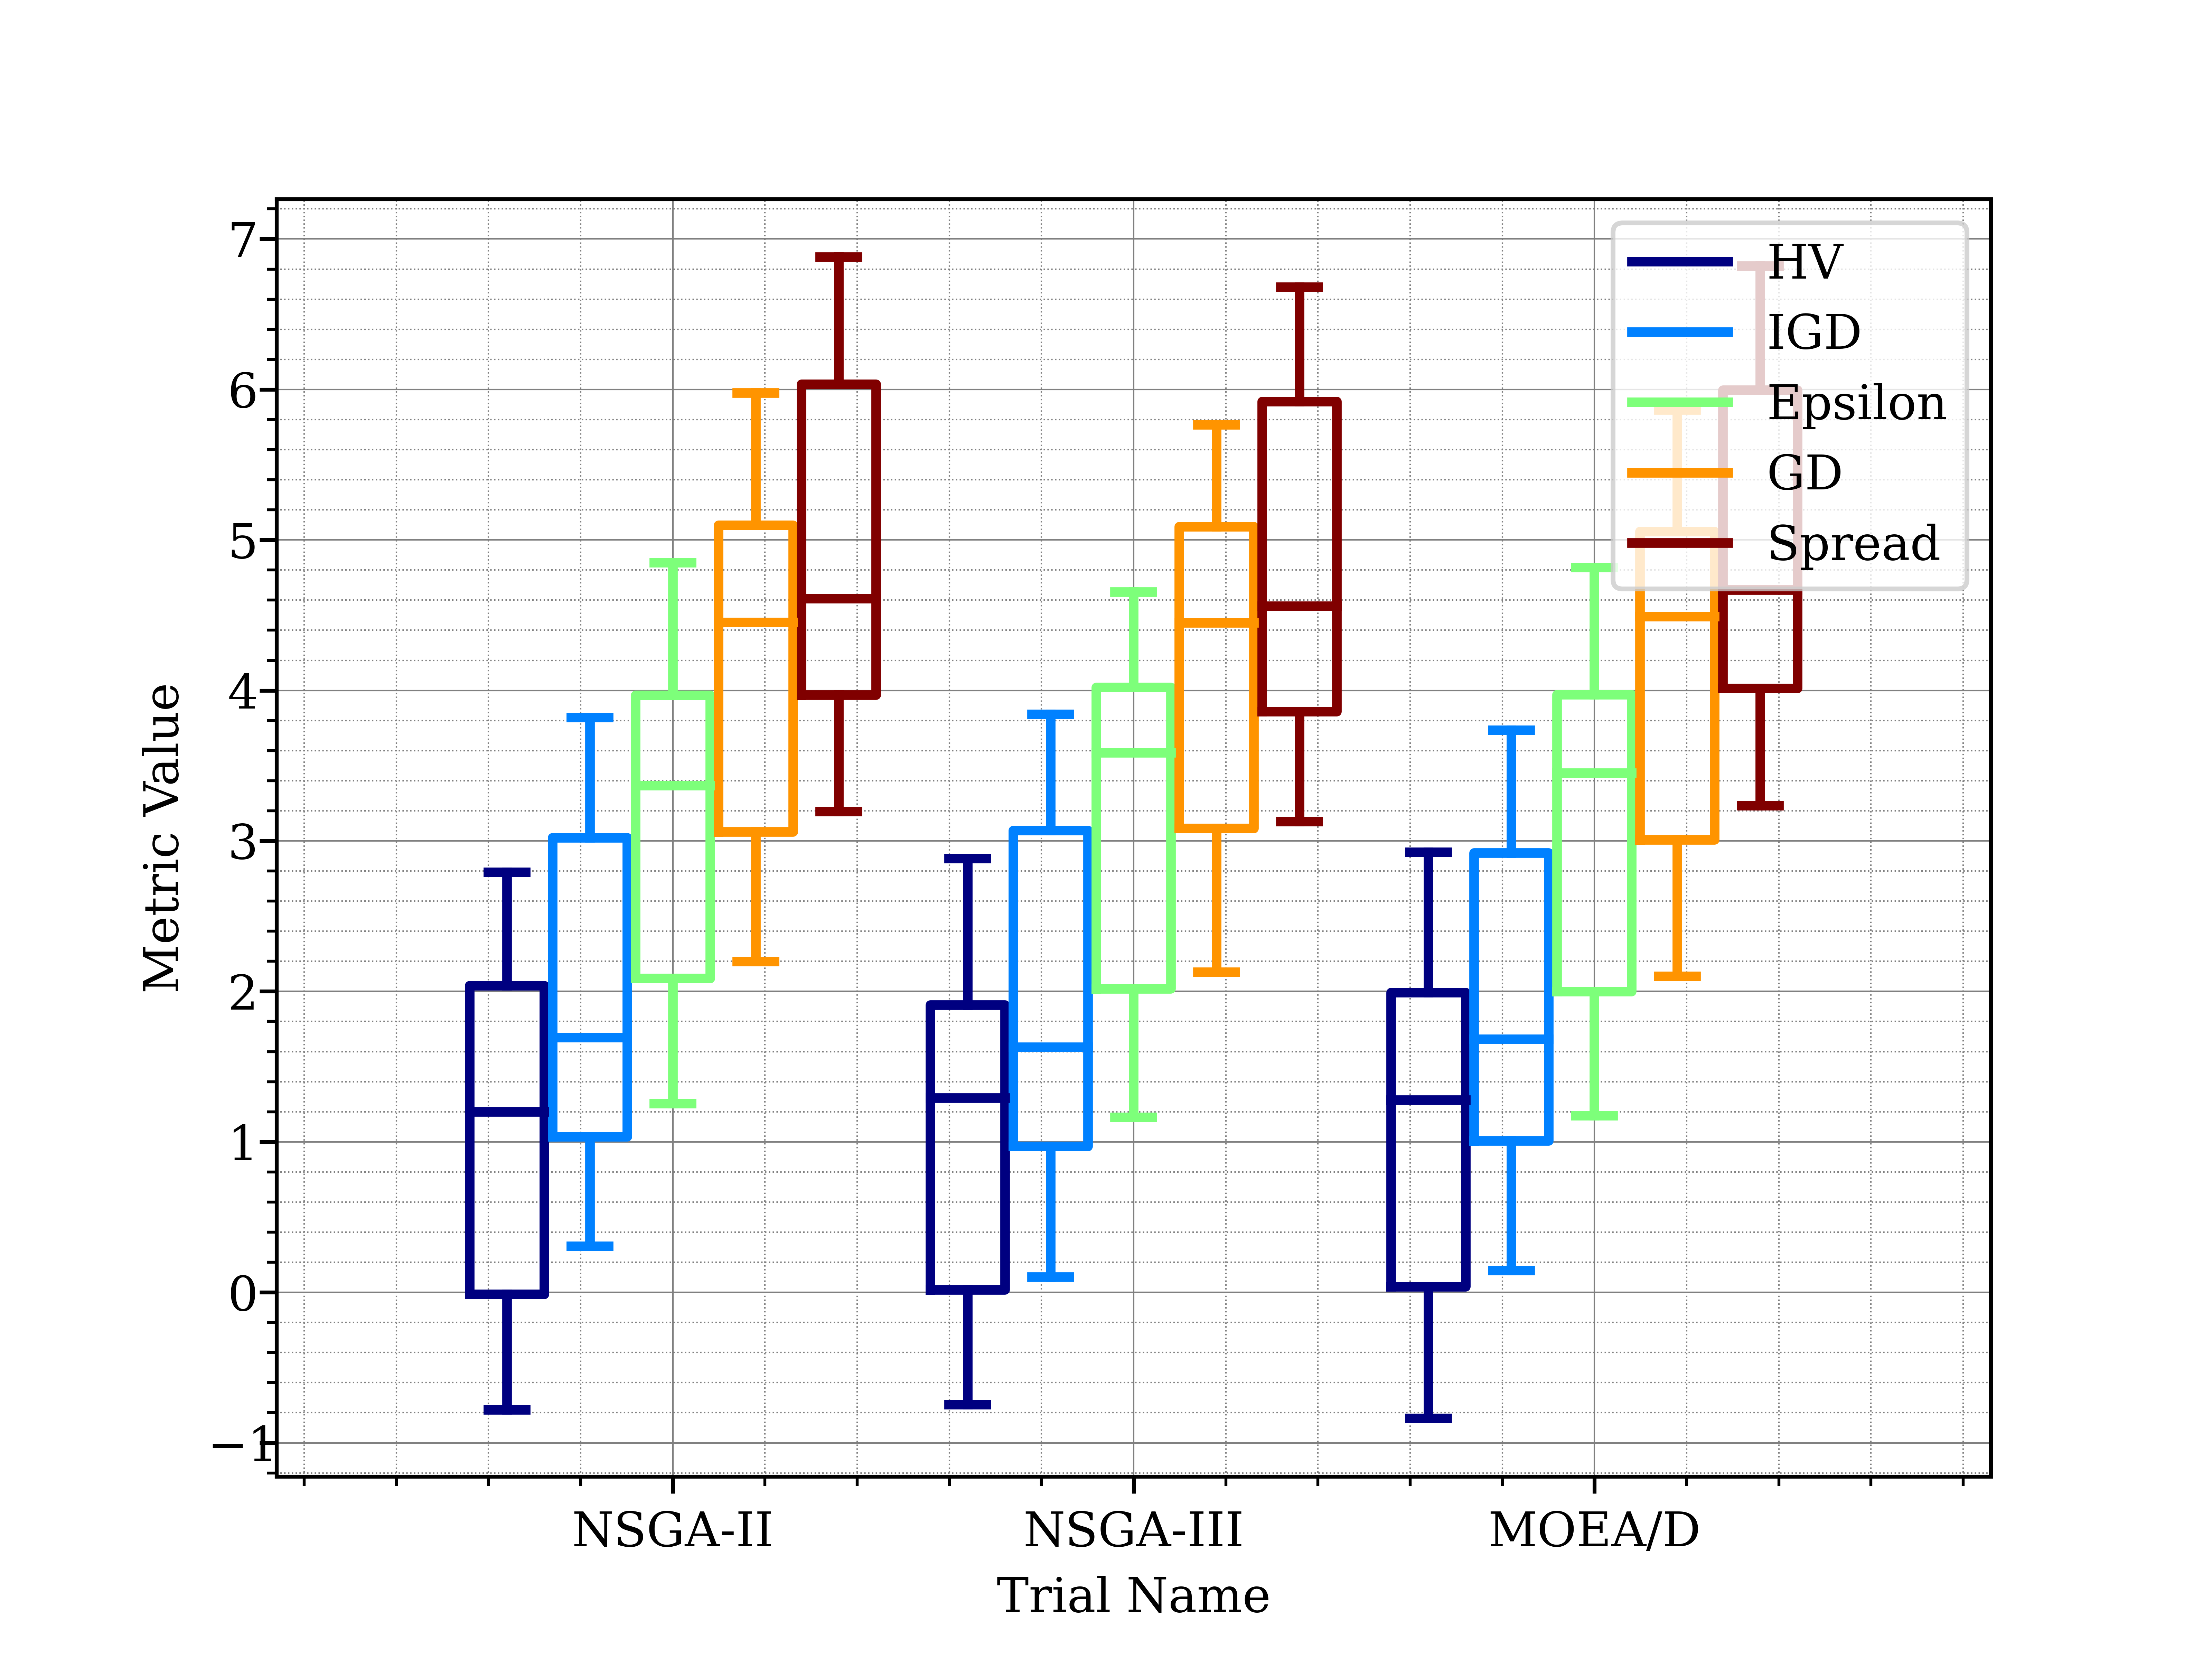 7
6
5
4
3
2
1
0
−1
Metric Value
HV
IGD
Epsilon
GD
Spread
NSGA-II
NSGA-III
MOEA/D
Trial Name